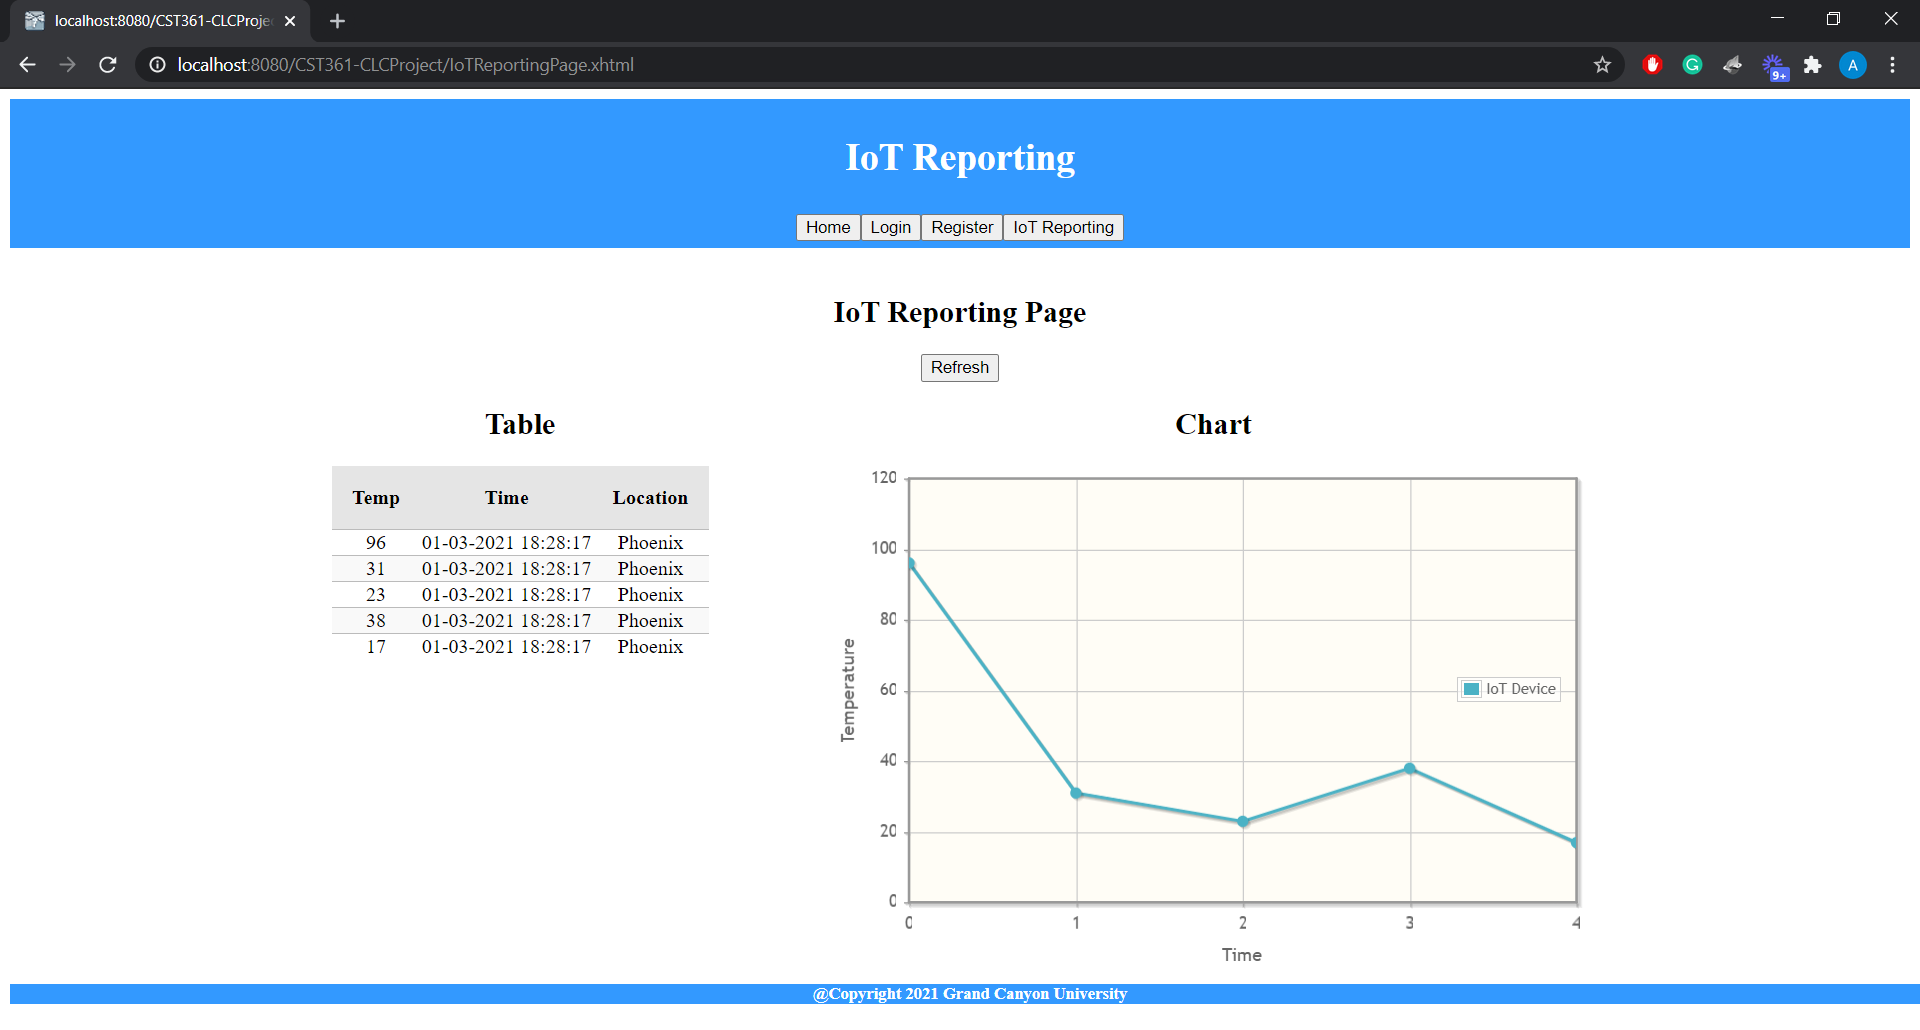 localhost:8080/CST361-CLCProje
localhost:8080/CST361-CLCProject/IoTReportingPage.xhtml
9+
A
IoT Reporting
Home Login Register IoT Reporting
IoT Reporting Page
Refresh
Table
Temp Time Location
96 01-03-2021 18:28:17 Phoenix
31 01-03-2021 18:28:17 Phoenix
23 01-03-2021 18:28:17 Phoenix
38 01-03-2021 18:28:17 Phoenix
17 01-03-2021 18:28:17 Phoenix
Chart
120
100
80
60
40
20
0
Temperature
IoT Device
0 1 2 3 4
Time
@Copyright 2021 Grand Canyon University